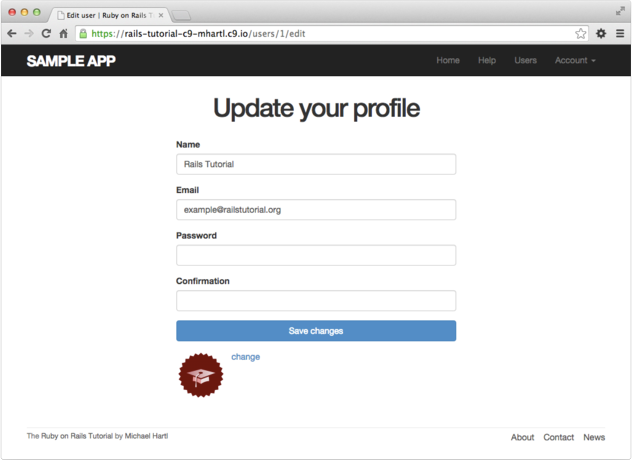 Edit user | Ruby on Rails T
https://rails-tutorial-c9-mhartl.c9.io/users/1/edit
SAMPLE APP
Home Help Users Account
Update your profile
Name
Rails Tutorial
Email
example@railstutorial.org
Password
Confirmation
Save changes
change
The Ruby on Rails Tutorial by Michael Hartl
About Contact News